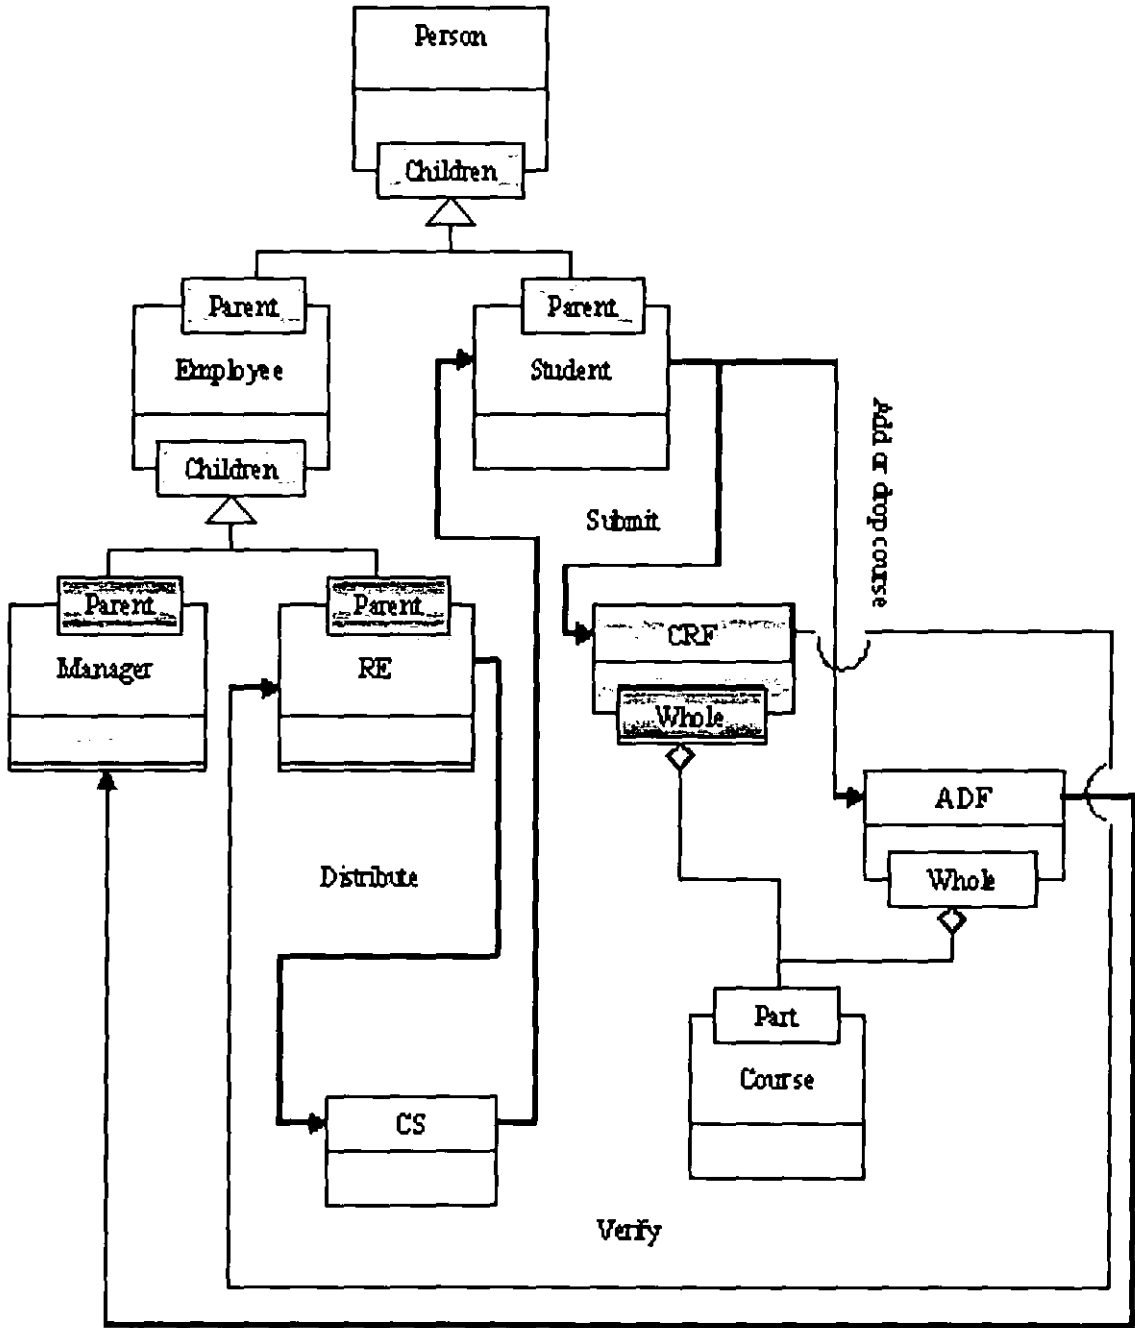 Person
Children
Parent
Parent
Employee
Student
Children
Submit
Add or drop course
Parent
Parent
Manager
RE
CRF
Whole
ADF
Distribute
Whole
Part
Course
CS
Verify